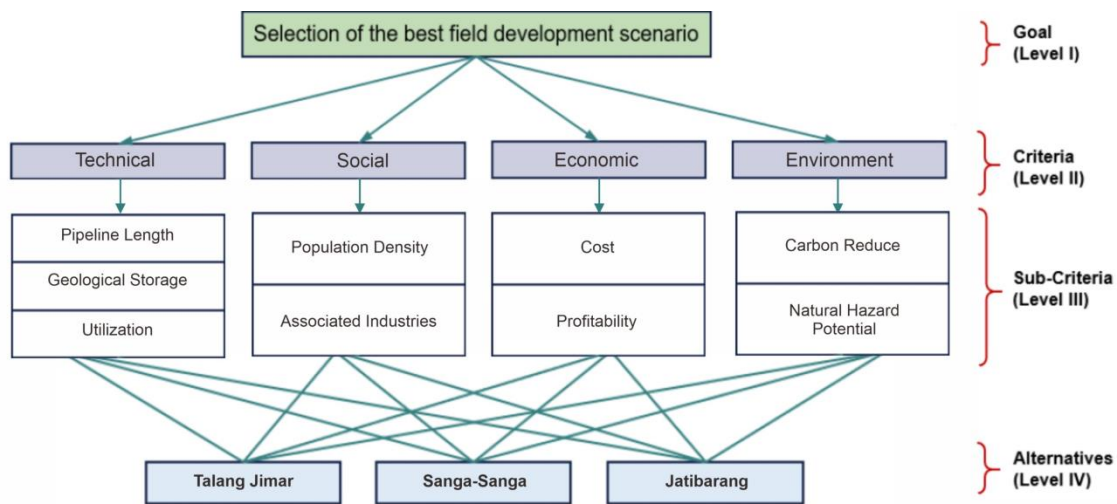 Selection of the best field development scenario
Goal
(Level I)
Technical
Social
Economic
Environment
Criteria
(Level II)
Pipeline Length
Geological Storage
Utilization
Population Density
Associated Industries
Cost
Profitability
Carbon Reduce
Natural Hazard
Potential
Sub-Criteria
(Level III)
Talang Jimar
Sanga-Sanga
Jatibarang
Alternatives
(Level IV)